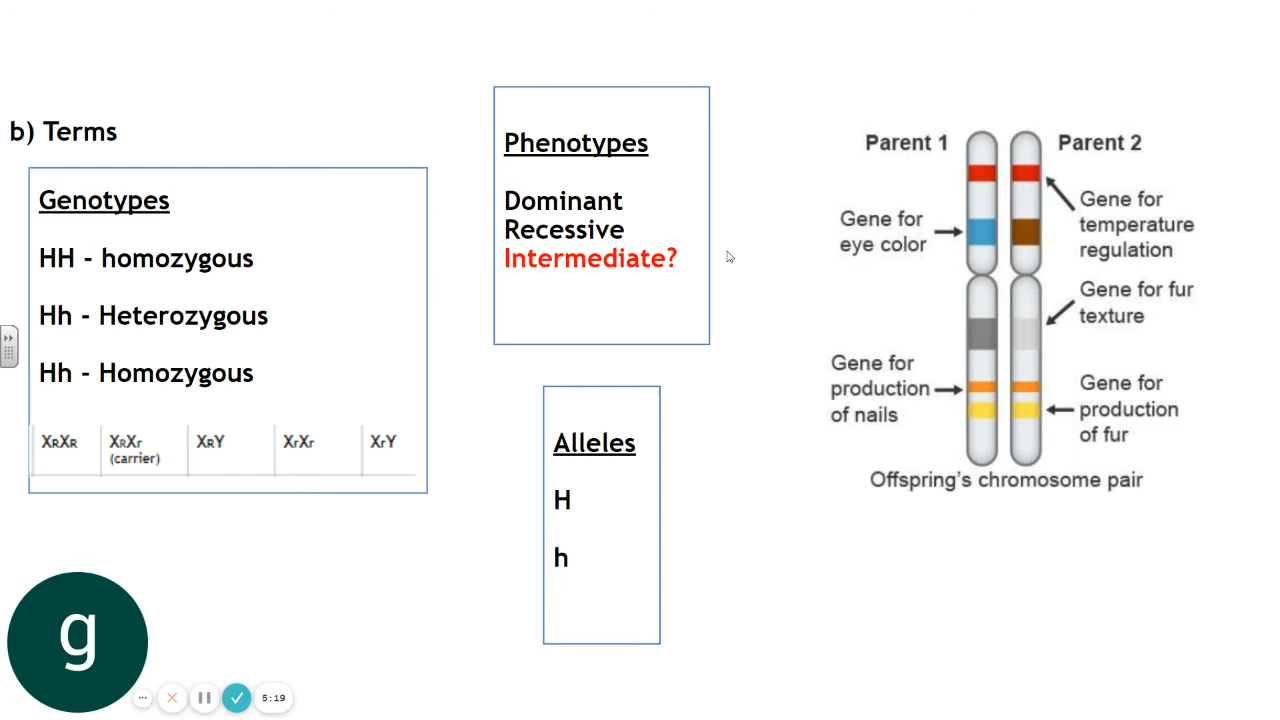 b) Terms
Genotypes
HH - homozygous
Hh - Heterozygous
Hh - Homozygous
XRXR
XRXr
(carrier)
XRY
XrXr
XrY
Phenotypes
Dominant
Recessive
Intermediate?
Alleles
H
h
Parent 1
Parent 2
Gene for
eye color
Gene for
temperature
regulation
Gene for fur
texture
Gene for
production
of nails
Gene for
production
of fur
Offspring's chromosome pair
g
5:19